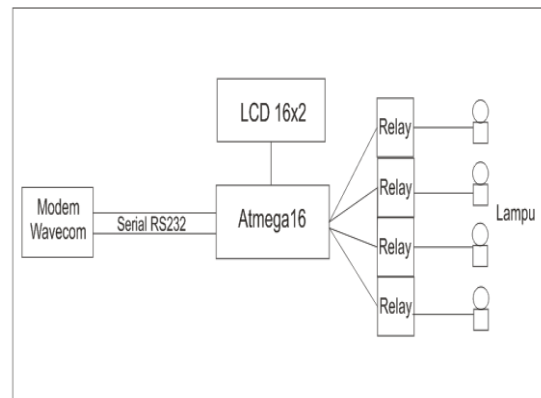 LCD 16x2
Modem
Wavecom
Serial RS232
Atmega16
Relay
Relay
Relay
Relay
Lampu